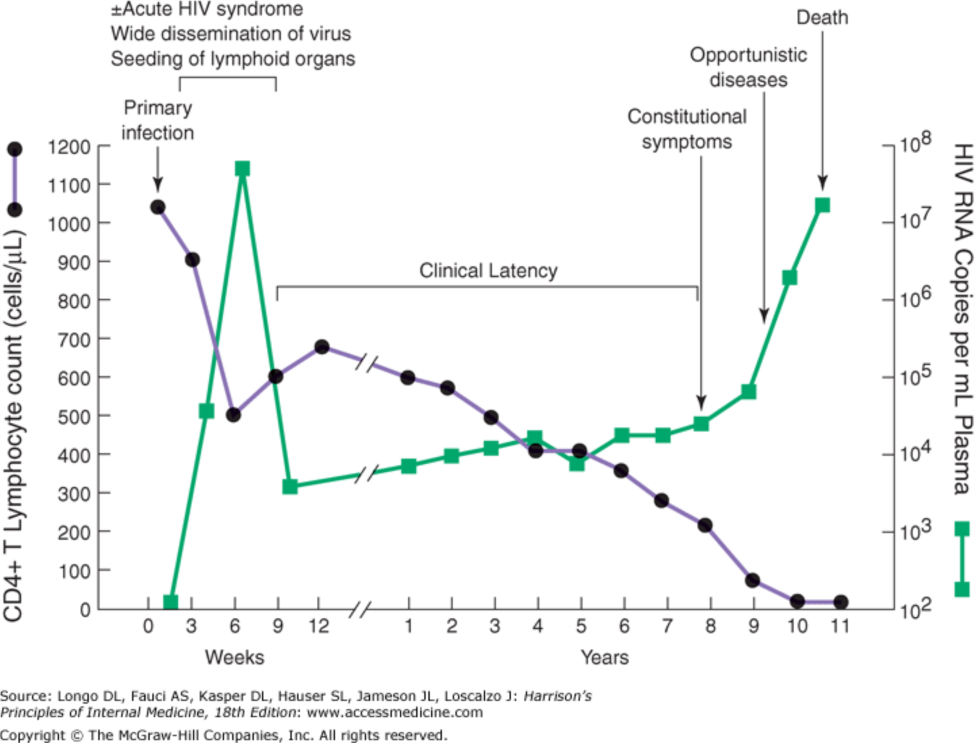 ±Acute HIV syndrome
Wide dissemination of virus
Seeding of lymphoid organs
Primary
infection
Death
Opportunistic
diseases
Constitutional
symptoms
Clinical Latency
CD4+ T Lymphocyte count (cells/µL)
1200
1100
1000
900
800
700
600
500
400
300
200
100
0
10⁸
10⁷
10⁶
10⁵
10⁴
10³
10²
HIV RNA Copies per mL Plasma
0 3 6 9 12 1 2 3 4 5 6 7 8 9 10 11
Weeks Years
Source: Longo DL, Fauci AS, Kasper DL, Hauser SL, Jameson JL, Loscalzo J: Harrison's
Principles of Internal Medicine, 18th Edition: www.accessmedicine.com
Copyright © The McGraw-Hill Companies, Inc. All rights reserved.